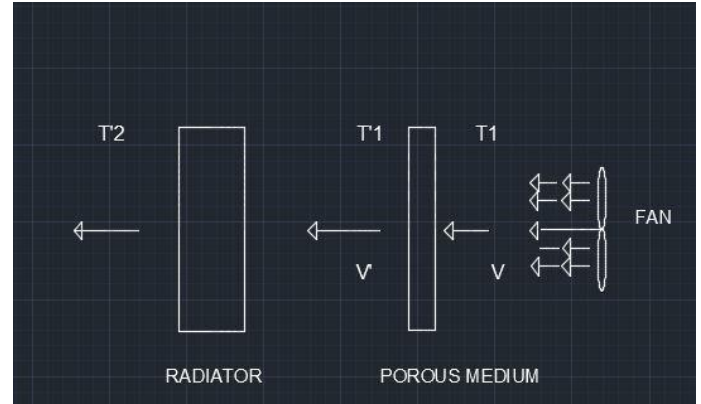 T'2
T'1
T1
FAN
V'
V
RADIATOR
POROUS MEDIUM